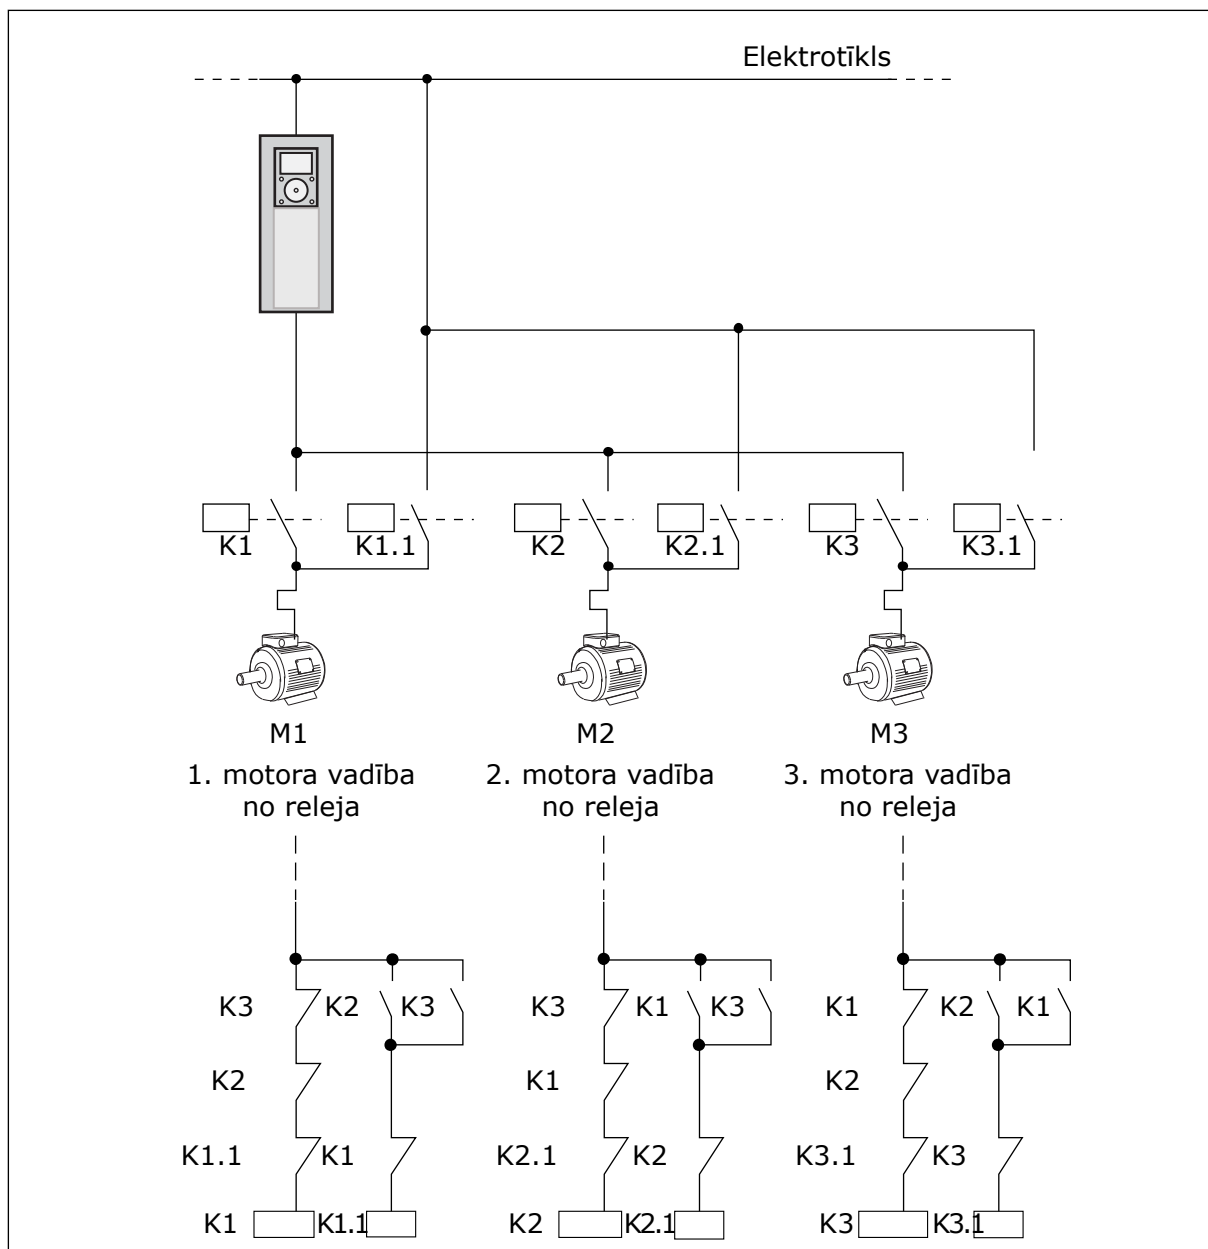 Elektrotīkls
K1 K1.1 K2 K2.1 K3 K3.1
M1 M2 M3
1. motora vadība 2. motora vadība 3. motora vadība
no releja no releja no releja
K3 K2 K3 K3 K1 K3 K1 K2 K1
K2 K1 K2
K1.1 K1 K2.1 K2 K3.1 K3
K1 K1.1 K2 K2.1 K3 K3.1